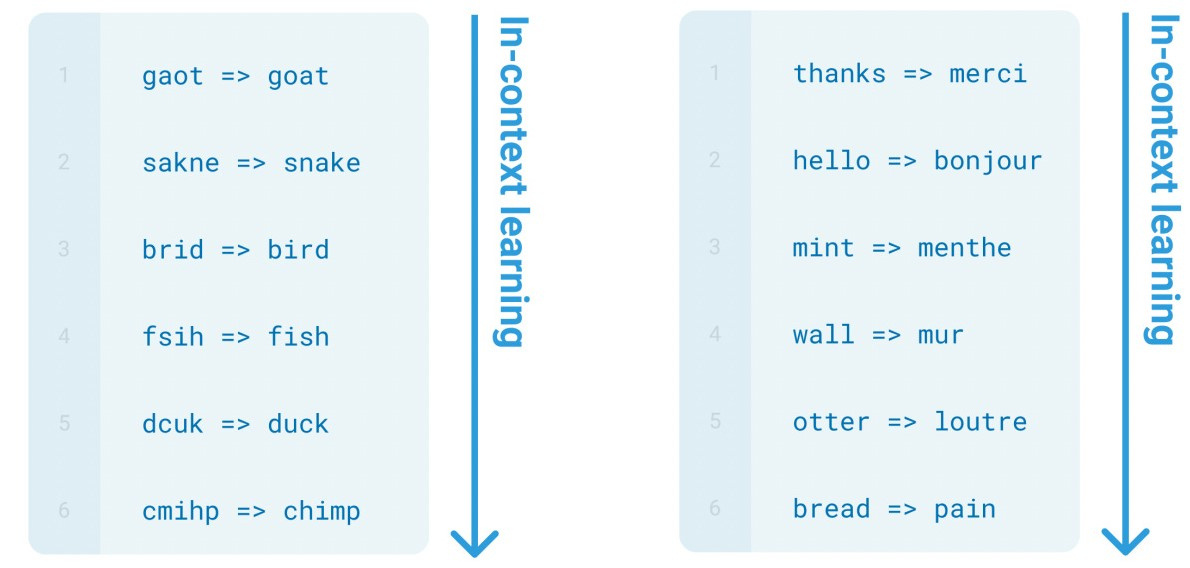 1 gaot => goat
2 sakne => snake
3 brid => bird
4 fsih => fish
5 dcuk => duck
6 cmihp => chimp
In-context learning
1 thanks => merci
2 hello => bonjour
3 mint => menthe
4 wall => mur
5 otter => loutre
6 bread => pain
In-context learning